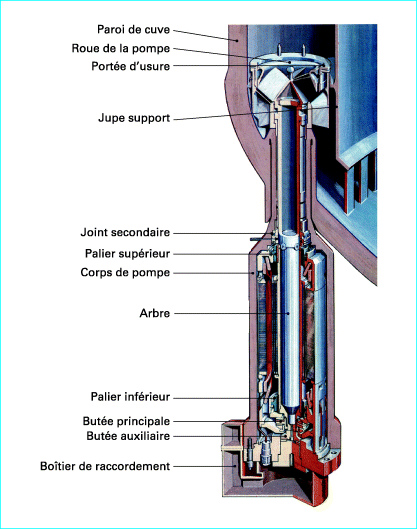 Paroi de cuve
Roue de la pompe
Portée d'usure
Jupe support
Joint secondaire
Palier supérieur
Corps de pompe
Arbre
Palier inférieur
Butée principale
Butée auxiliaire
Boîtier de raccordement